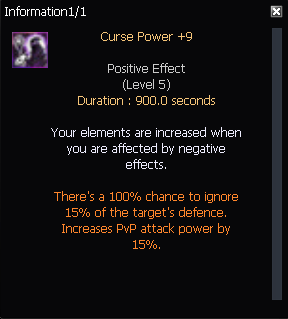 Information1/1
Curse Power +9
Positive Effect
(Level 5)
Duration : 900.0 seconds
Your elements are increased when
you are affected by negative
effects.
There's a 100% chance to ignore
15% of the target's defence.
Increases PvP attack power by
15%.